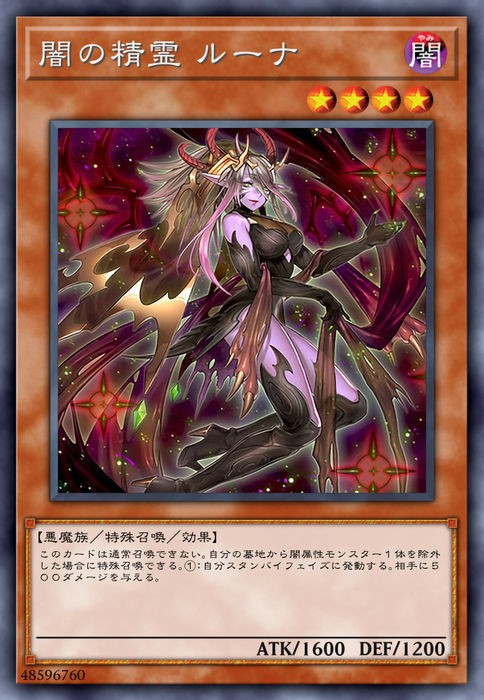 闇の精霊 ルーナ
やみ
闇
【悪魔族／特殊召喚／効果】
このカードは通常召喚できない。自分の墓地から闇属性モンスター１体を除外
した場合に特殊召喚できる。①：自分スタンバイフェイズに発動する。相手に５
００ダメージを与える。
ATK/1600 DEF/1200
48596760